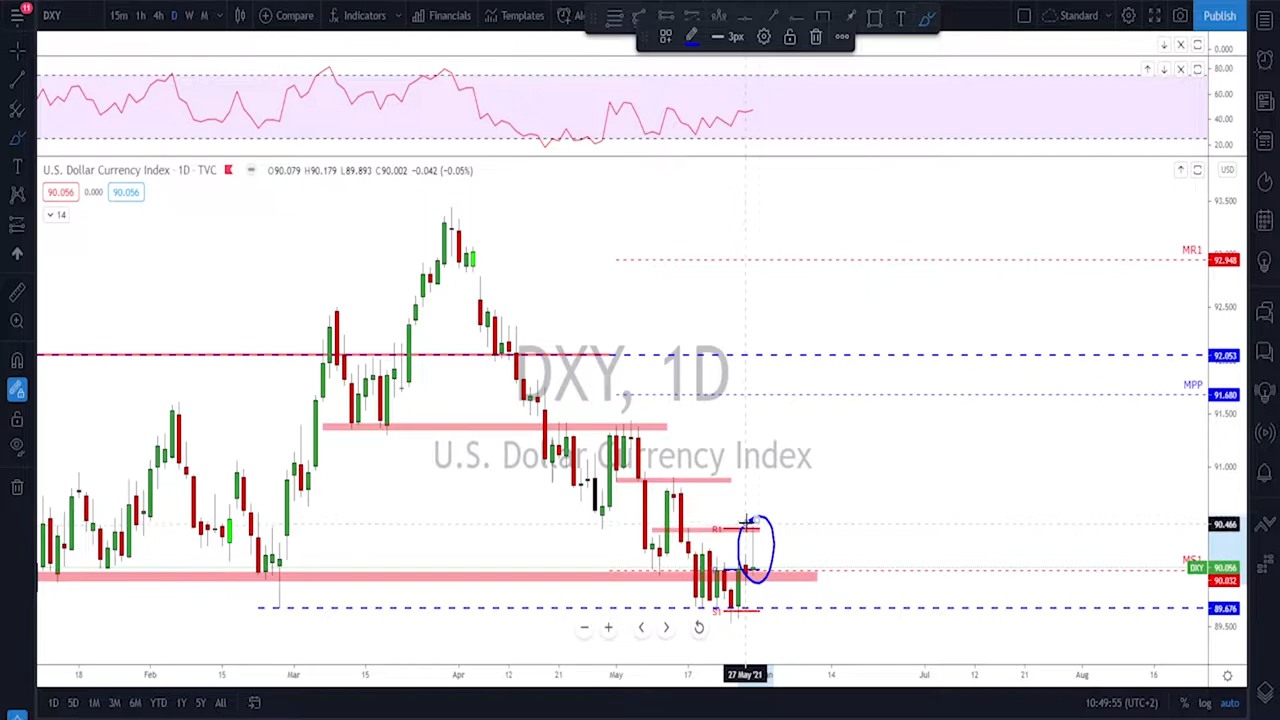 11
DXY
15m 1h 4h D W M
Compare
Indicators
Financials
Templates
Standard
Publish
3px
0.000
80.00
60.00
40.00
20.00
U.S. Dollar Currency Index · 1D · TVC
O90.079 H90.179 L89.893 C90.002 −0.042 (−0.05%)
USD
90.056 0.000 90.056
14
93.500
MR1 92.948
92.500
DXY, 1D
92.053
MPP 91.680
91.500
U.S. Dollar Currency Index
91.000
90.466
R1
MS1
DXY 90.056
90.032
89.676
S1
89.500
18 Feb 15 Mar 15 Apr 12 May 17 27 May '21 14 Jul 12 21 Aug 16
1D 5D 1M 3M 6M YTD 1Y 5Y All
10:49:55 (UTC+2) % log auto